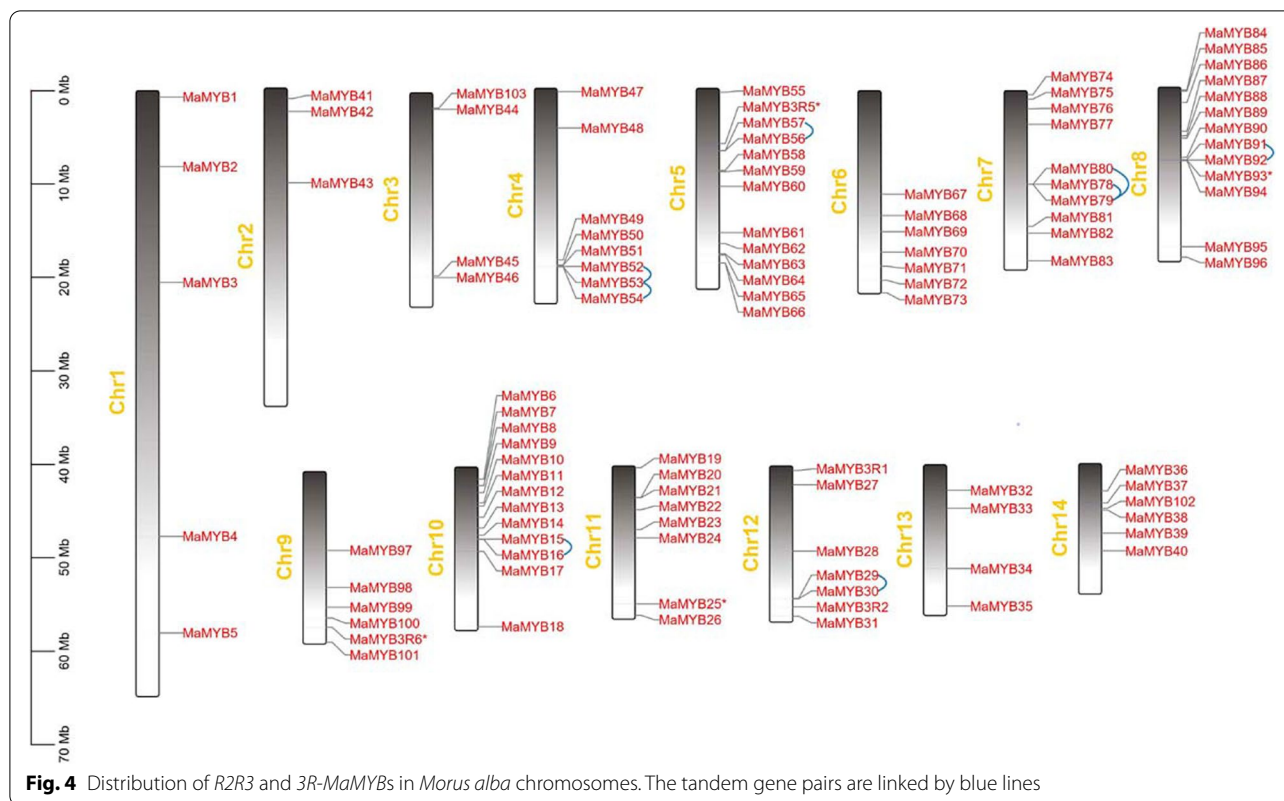 0 Mb
10 Mb
20 Mb
30 Mb
40 Mb
50 Mb
60 Mb
70 Mb
Chr1
MaMYB1
MaMYB2
MaMYB3
MaMYB4
MaMYB5
Chr2
MaMYB41
MaMYB42
MaMYB43
Chr3
MaMYB103
MaMYB44
MaMYB45
MaMYB46
Chr4
MaMYB47
MaMYB48
MaMYB49
MaMYB50
MaMYB51
MaMYB52
MaMYB53
MaMYB54
Chr5
MaMYB55
MaMYB3R5*
MaMYB57
MaMYB56
MaMYB58
MaMYB59
MaMYB60
MaMYB61
MaMYB62
MaMYB63
MaMYB64
MaMYB65
MaMYB66
Chr6
MaMYB67
MaMYB68
MaMYB69
MaMYB70
MaMYB71
MaMYB72
MaMYB73
Chr7
MaMYB74
MaMYB75
MaMYB76
MaMYB77
MaMYB80
MaMYB78
MaMYB79
MaMYB81
MaMYB82
MaMYB83
Chr8
MaMYB84
MaMYB85
MaMYB86
MaMYB87
MaMYB88
MaMYB89
MaMYB90
MaMYB91
MaMYB92
MaMYB93*
MaMYB94
MaMYB95
MaMYB96
Chr9
MaMYB97
MaMYB98
MaMYB99
MaMYB100
MaMYB3R6*
MaMYB101
Chr10
MaMYB6
MaMYB7
MaMYB8
MaMYB9
MaMYB10
MaMYB11
MaMYB12
MaMYB13
MaMYB14
MaMYB15
MaMYB16
MaMYB17
MaMYB18
Chr11
MaMYB19
MaMYB20
MaMYB21
MaMYB22
MaMYB23
MaMYB24
MaMYB25*
MaMYB26
Chr12
MaMYB3R1
MaMYB27
MaMYB28
MaMYB29
MaMYB30
MaMYB3R2
MaMYB31
Chr13
MaMYB32
MaMYB33
MaMYB34
MaMYB35
Chr14
MaMYB36
MaMYB37
MaMYB102
MaMYB38
MaMYB39
MaMYB40
Fig. 4 Distribution of R2R3 and 3R-MaMYBs in Morus alba chromosomes. The tandem gene pairs are linked by blue lines